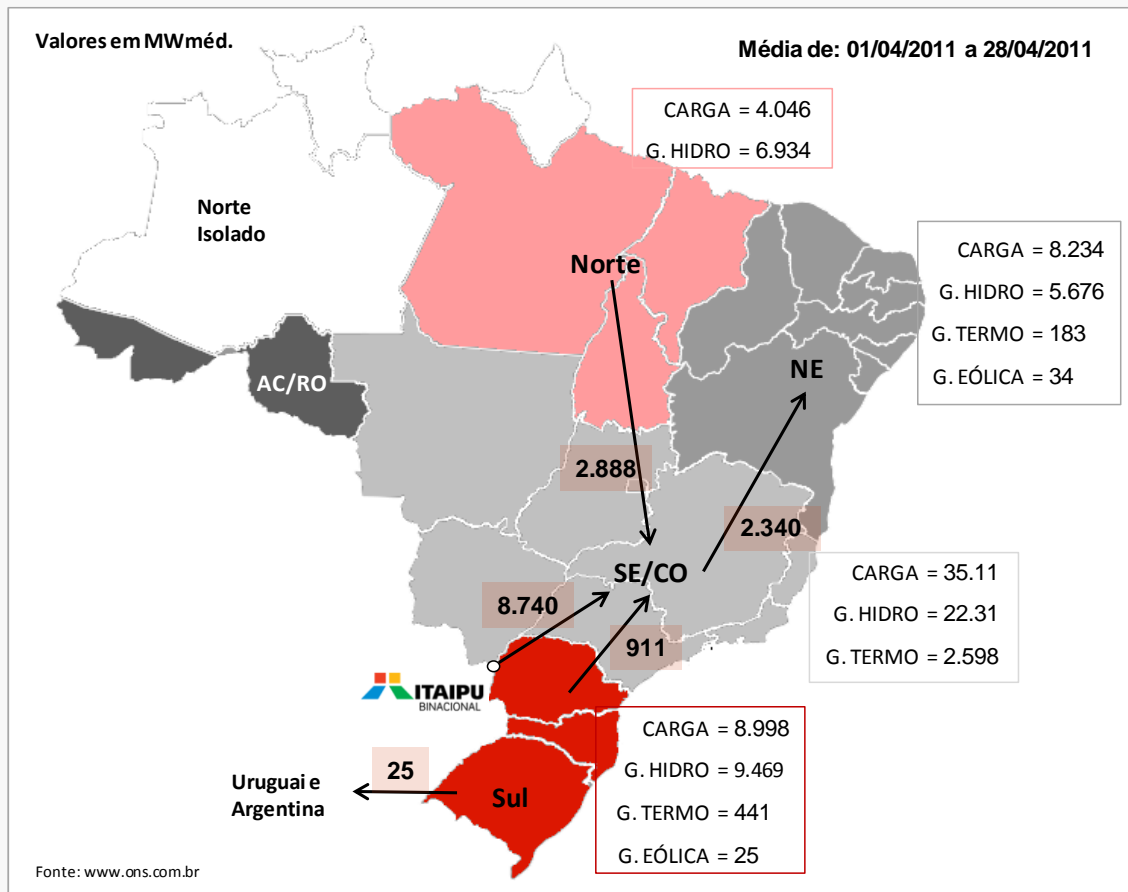 Valores em MWméd.
Média de: 01/04/2011 a 28/04/2011
CARGA = 4.046
G. HIDRO = 6.934
Norte
Isolado
Norte
CARGA = 8.234
G. HIDRO = 5.676
G. TERMO = 183
G. EÓLICA = 34
AC/RO
NE
2.888
2.340
SE/CO
CARGA = 35.11
G. HIDRO = 22.31
G. TERMO = 2.598
8.740
911
ITAIPU
BINACIONAL
CARGA = 8.998
G. HIDRO = 9.469
G. TERMO = 441
G. EÓLICA = 25
25
Uruguai e
Argentina
Sul
Fonte: www.ons.com.br